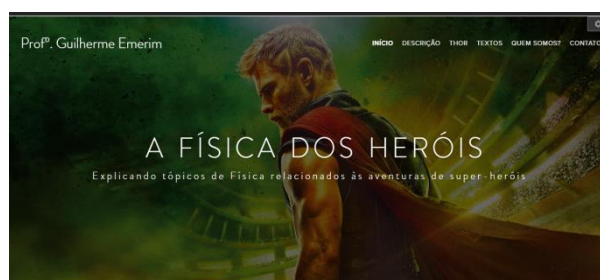 Profº. Guilherme Emerim
INÍCIO DESCRIÇÃO THOR TEXTOS QUEM SOMOS? CONTATO
A FÍSICA DOS HERÓIS
Explicando tópicos de Física relacionados às aventuras de super-heróis